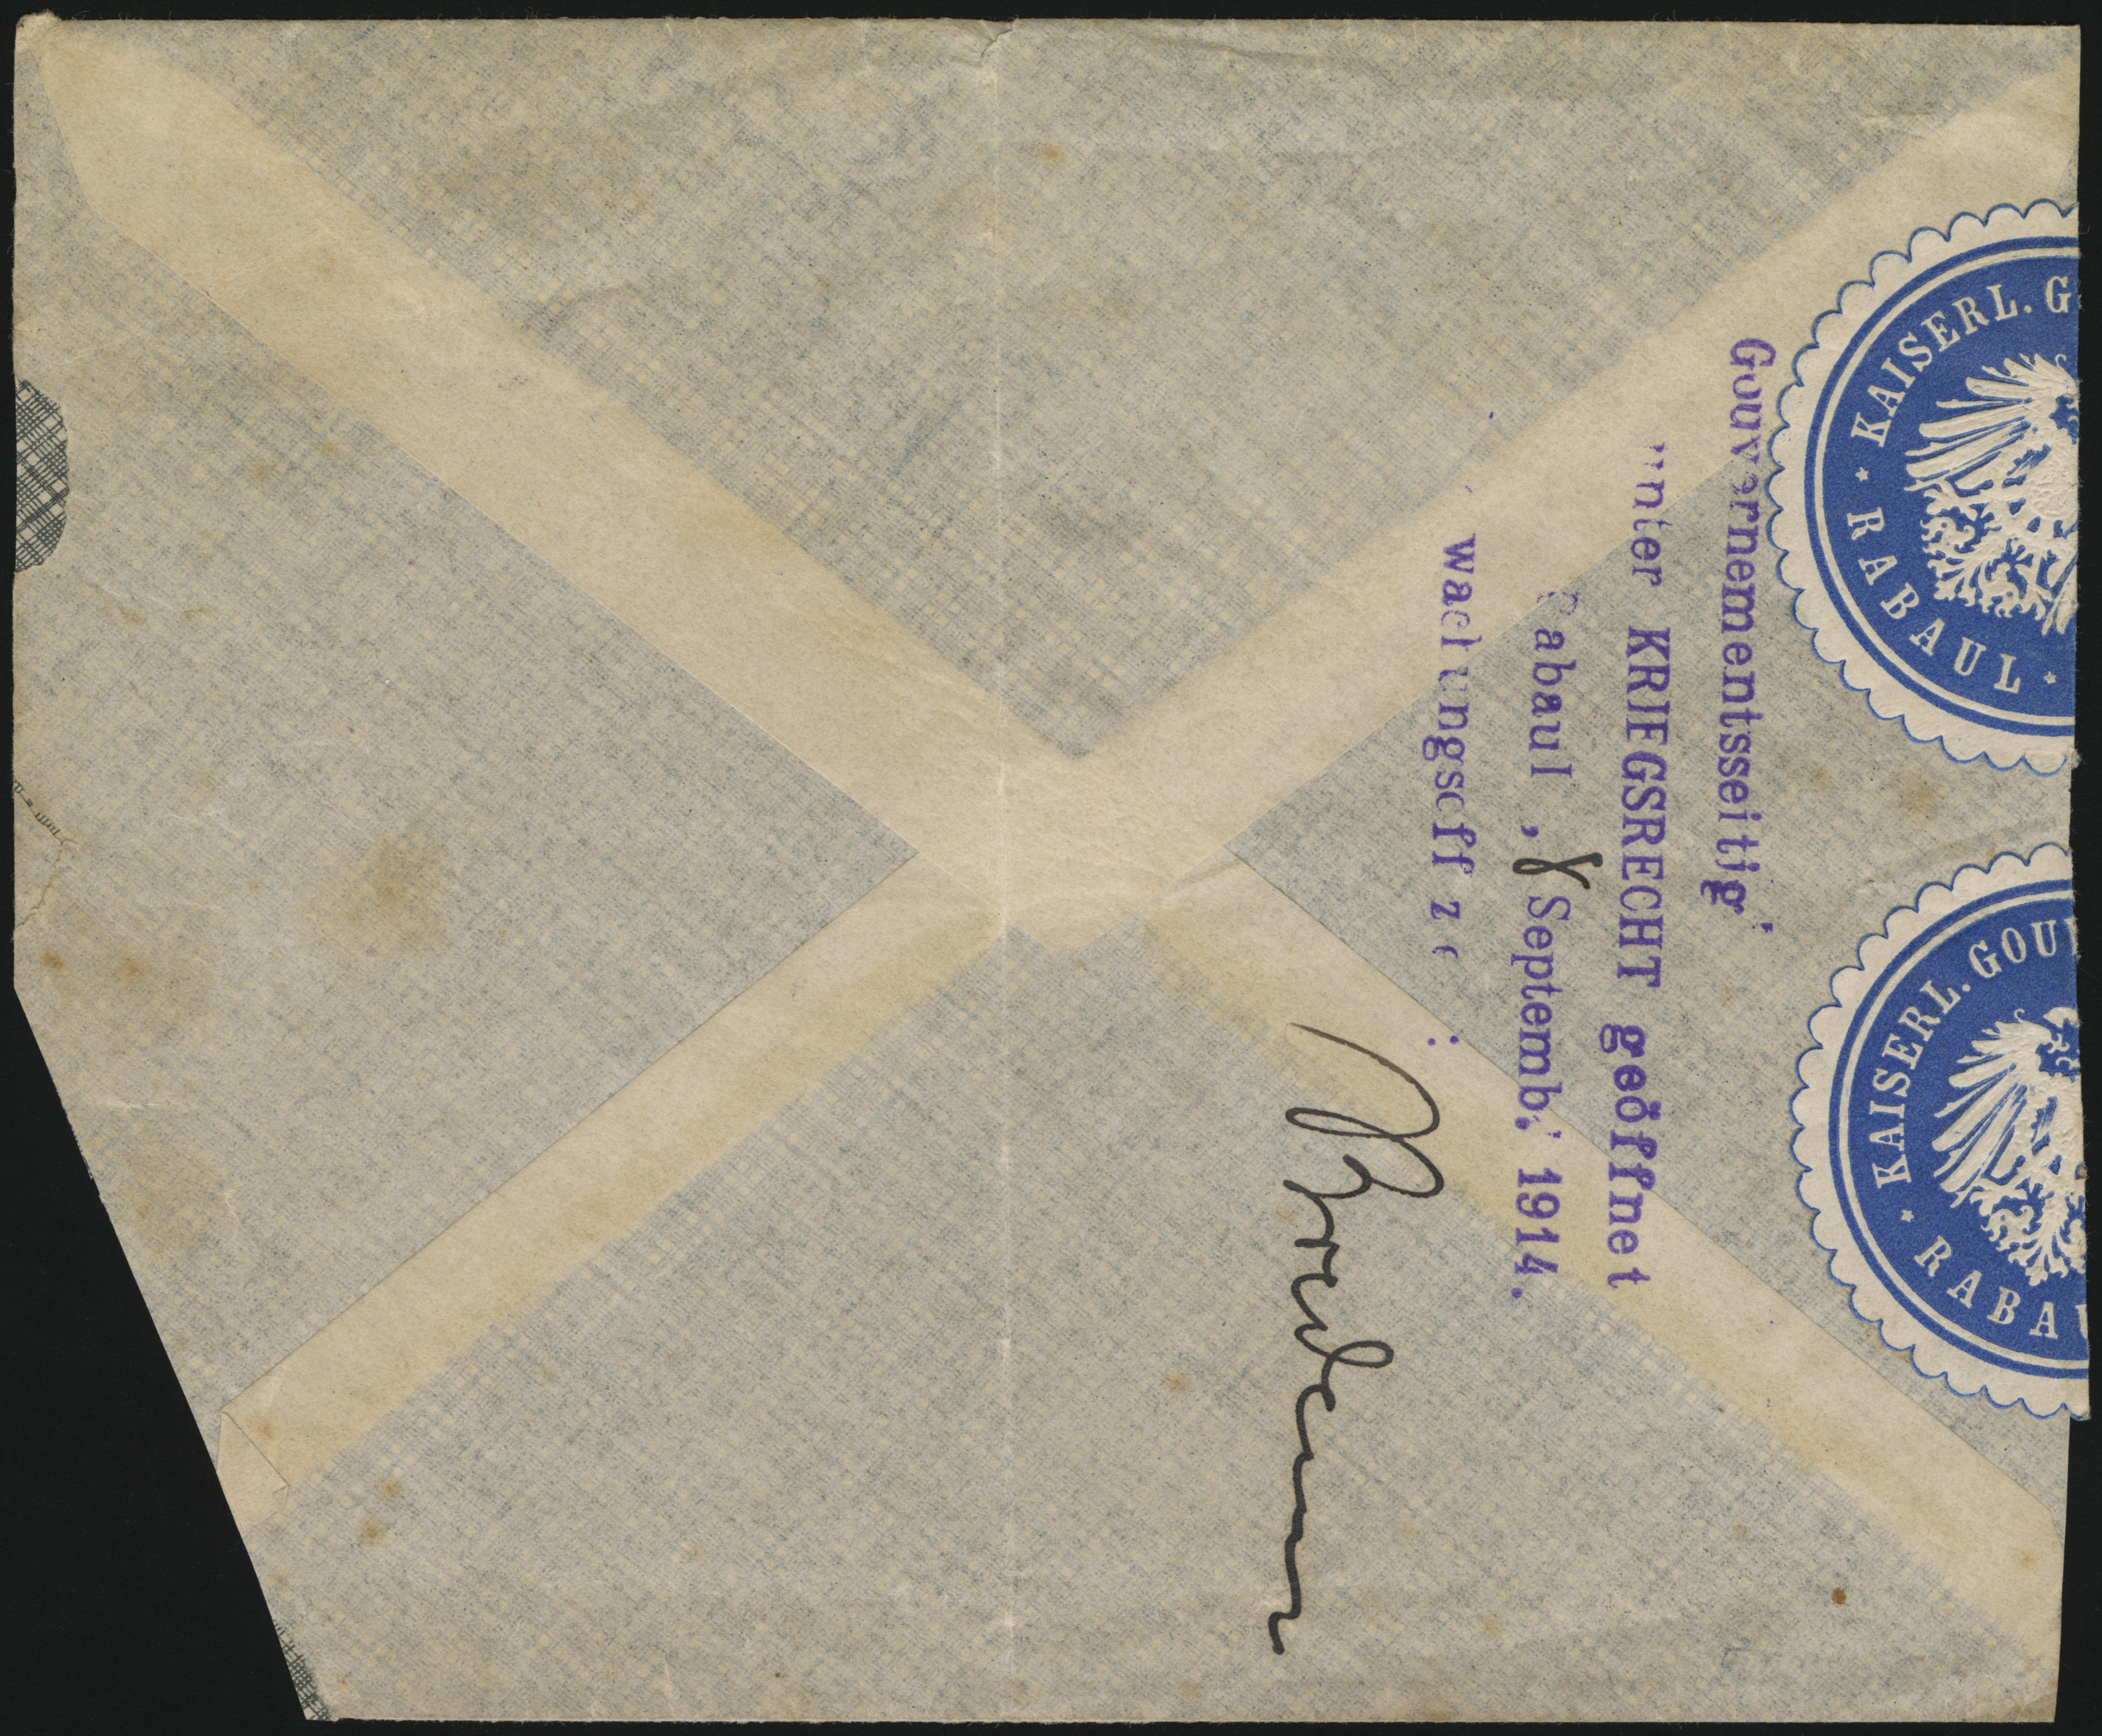 KAISERL. G
RABAUL
KAISERL. GOU
RABAU
Gouvernementsseitig
unter KRIEGSRECHT geöffnet
Rabaul, 8 Septemb. 1914.